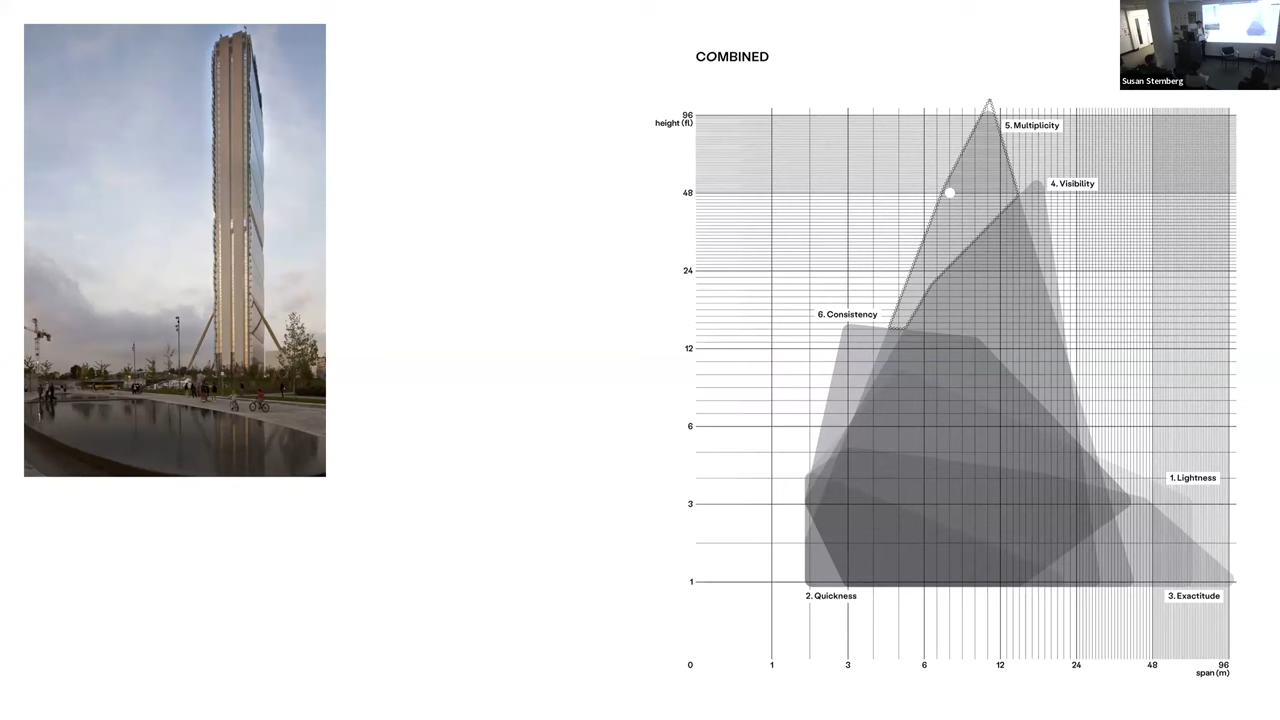 COMBINED
Susan Sternberg
96
height (fl)
5. Multiplicity
4. Visibility
48
24
6. Consistency
12
6
1. Lightness
3
1
2. Quickness
3. Exactitude
0
1
3
6
12
24
48
96
span (m)